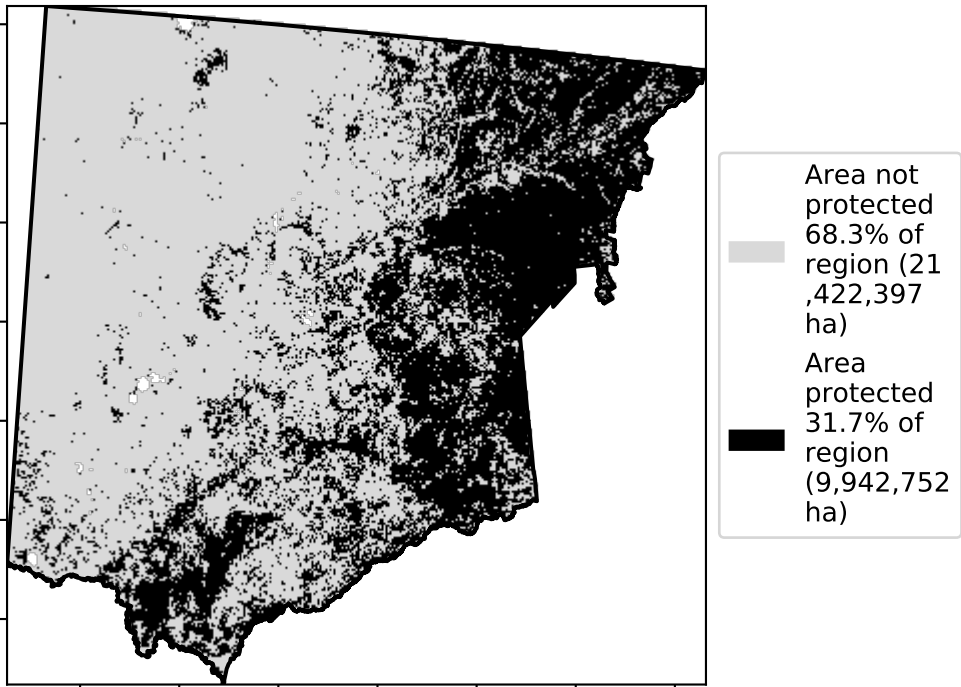 Area not
protected
68.3% of
region (21
,422,397
ha)
Area
protected
31.7% of
region
(9,942,752
ha)